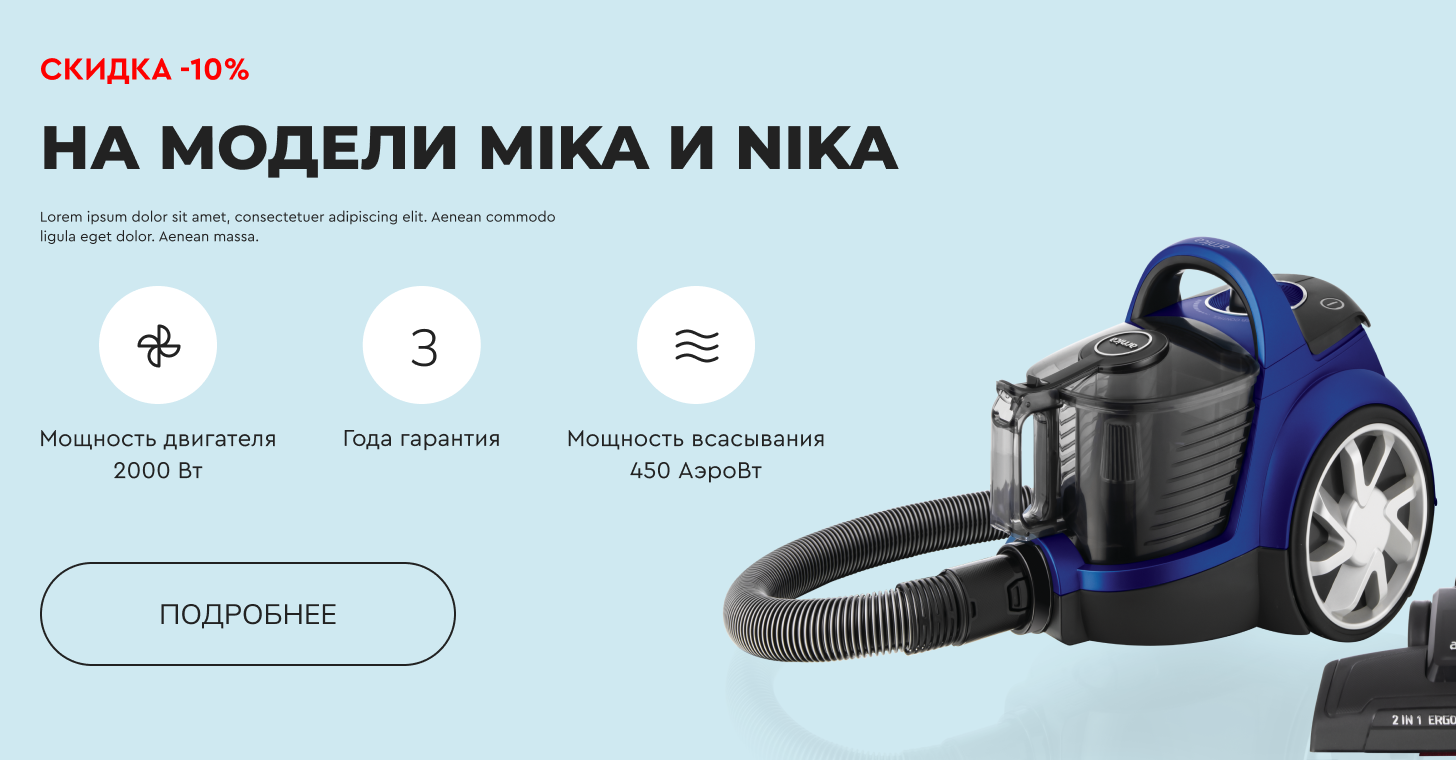 СКИДКА -10%
НА МОДЕЛИ MIKA И NIKA
Lorem ipsum dolor sit amet, consectetuer adipiscing elit. Aenean commodo
ligula eget dolor. Aenean massa.
3
Мощность двигателя
2000 Вт
Года гарантия
Мощность всасывания
450 АэроВт
ПОДРОБНЕЕ
arnica
2 IN 1